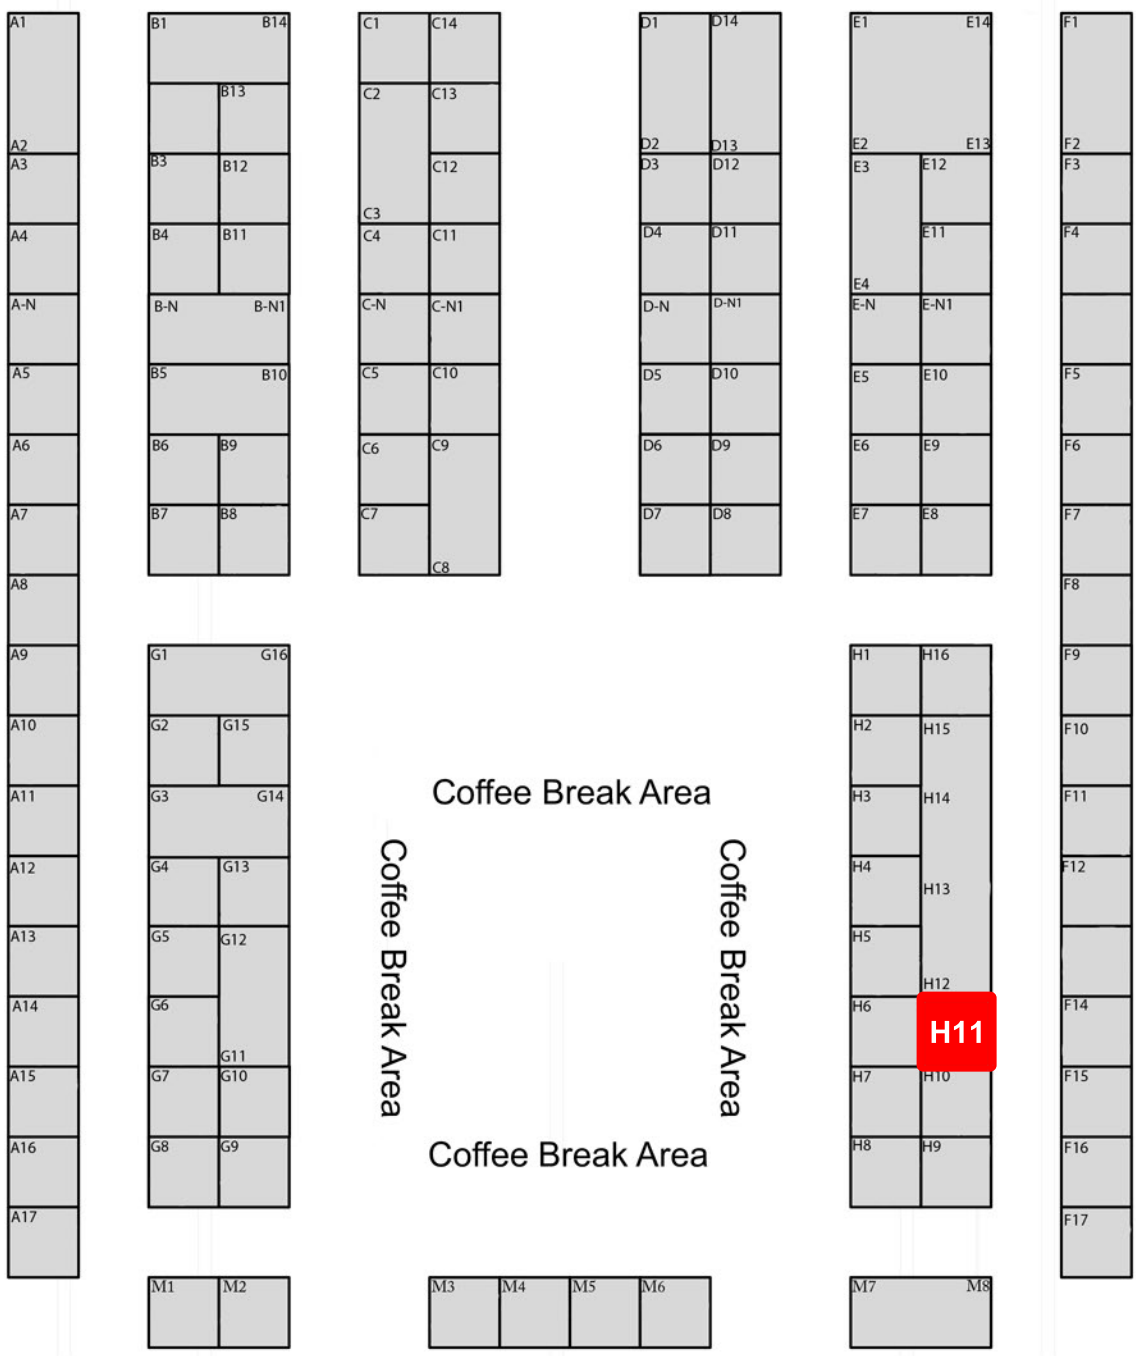 A1 B1 B14 C1 C14 D1 D14 E1 E14 F1
B13 C2 C13
A2 D2 D13 E2 E13 F2
A3 B3 B12 C12 D3 D12 E3 E12 F3
C3
A4 B4 B11 C4 C11 D4 D11 E11 F4
E4
A-N B-N B-N1 C-N C-N1 D-N D-N1 E-N E-N1
A5 B5 B10 C5 C10 D5 D10 E5 E10 F5
A6 B6 B9 C6 C9 D6 D9 E6 E9 F6
A7 B7 B8 C7 D7 D8 E7 E8 F7
C8
A8 F8
A9 G1 G16 H1 H16 F9
A10 G2 G15 H2 H15 F10
Coffee Break Area
A11 G3 G14 H3 H14 F11
Coffee Break Area
Coffee Break Area
A12 G4 G13 H4 F12
H13
A13 G5 G12 H5
H12
A14 G6 H6 F14
H11
G11
A15 G7 G10 H7 H10 F15
A16 G8 G9 H8 H9 F16
Coffee Break Area
A17 F17
M1 M2 M3 M4 M5 M6 M7 M8